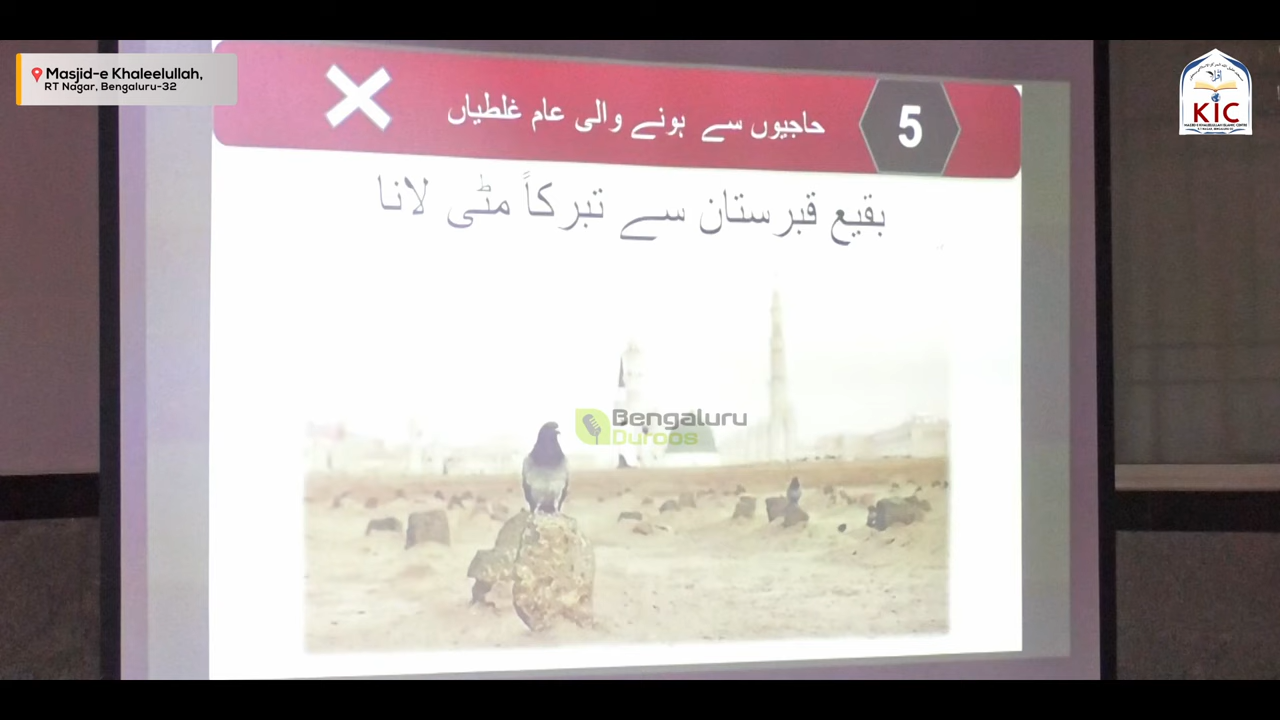 Masjid-e Khaleelullah,
RT Nagar, Bengaluru-32
KIC
5
حاجیوں سے ہونے والی عام غلطیاں
بقیع قبرستان سے تبرکاً مٹی لانا
Bengaluru
Duroos